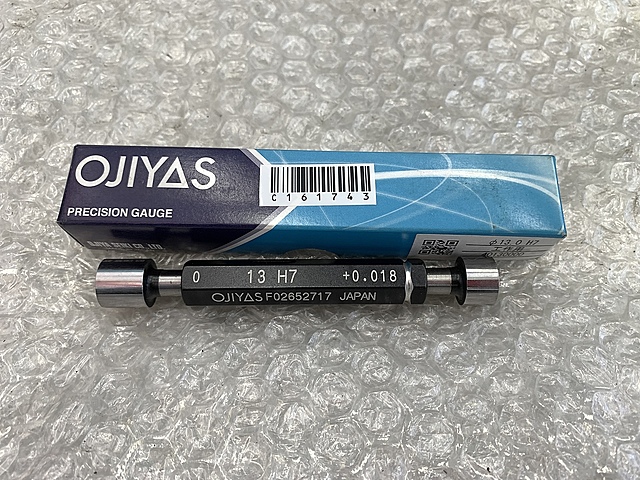 OJIYAS
PRECISION GAUGE
C161743
φ13.0 H7
0 13 H7 +0.018
OJIYAS F02652717 JAPAN